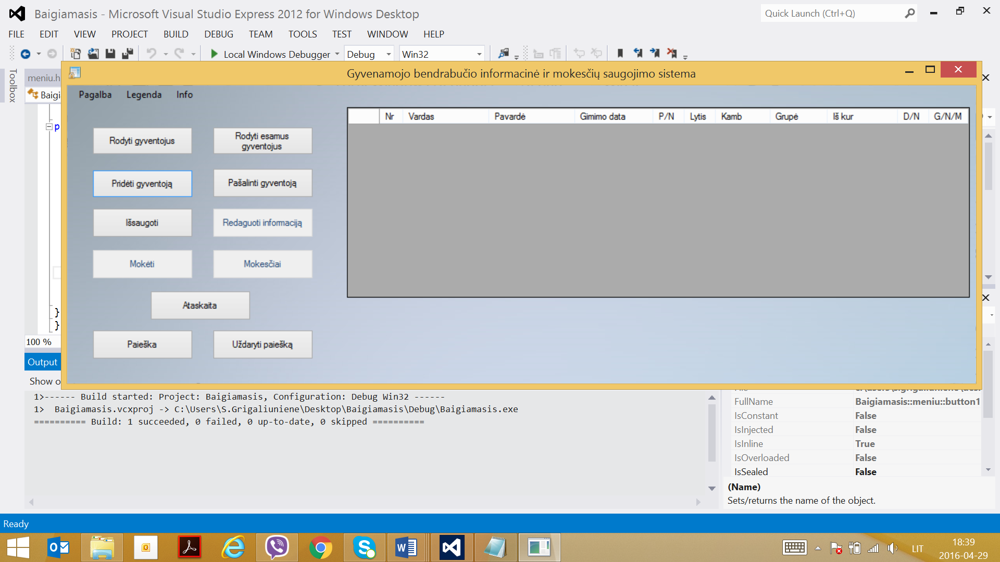 Baigiamasis - Microsoft Visual Studio Express 2012 for Windows Desktop
Quick Launch (Ctrl+Q)
FILE EDIT VIEW PROJECT BUILD DEBUG TEAM TOOLS TEST WINDOW HELP
Local Windows Debugger Debug Win32
Toolbox
meniu.h
Baigi
Gyvenamojo bendrabučio informacinė ir mokesčių saugojimo sistema
Pagalba Legenda Info
Nr Vardas Pavardė Gimimo data P/N Lytis Kamb Grupė Iš kur D/N G/N/M
Rodyti gyventojus
Rodyti esamus
gyventojus
Pridėti gyventoją
Pašalinti gyventoją
Išsaugoti
Redaguoti informaciją
Mokėti
Mokesčiai
Ataskaita
Paieška
Uždaryti paiešką
p
}
}
100 %
Output
Show o
1>------ Build started: Project: Baigiamasis, Configuration: Debug Win32 ------
1> Baigiamasis.vcxproj -> C:\Users\S.Grigaliuniene\Desktop\Baigiamasis\Debug\Baigiamasis.exe
========== Build: 1 succeeded, 0 failed, 0 up-to-date, 0 skipped ==========
FullName Baigiamasis::meniu::button1
IsConstant False
IsInjected False
IsInline True
IsOverloaded False
IsSealed False
(Name)
Sets/returns the name of the object.
Ready
LIT
18:39
2016-04-29